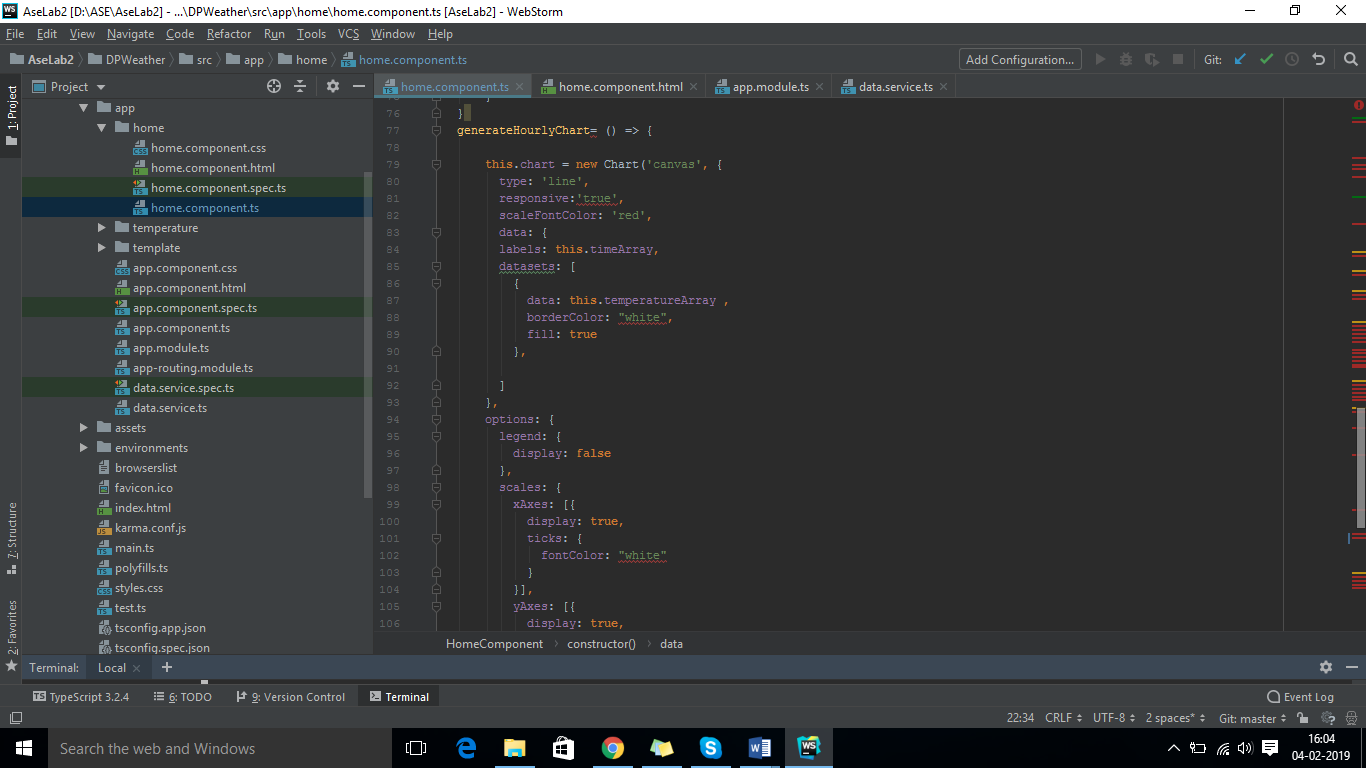 AseLab2 [D:\ASE\AseLab2] - ...\DPWeather\src\app\home\home.component.ts [AseLab2] - WebStorm
File Edit View Navigate Code Refactor Run Tools VCS Window Help
AseLab2 DPWeather src app home home.component.ts Add Configuration... Git:
1: Project
Project
app
home
home.component.css
home.component.html
home.component.spec.ts
home.component.ts
temperature
template
app.component.css
app.component.html
app.component.spec.ts
app.component.ts
app.module.ts
app-routing.module.ts
data.service.spec.ts
data.service.ts
assets
environments
browserslist
favicon.ico
index.html
karma.conf.js
main.ts
polyfills.ts
styles.css
test.ts
tsconfig.app.json
tsconfig.spec.json
7: Structure
2: Favorites
home.component.ts home.component.html app.module.ts data.service.ts
76 }
77 generateHourlyChart= () => {
78
79 this.chart = new Chart('canvas', {
80 type: 'line',
81 responsive:'true',
82 scaleFontColor: 'red',
83 data: {
84 labels: this.timeArray,
85 datasets: [
86 {
87 data: this.temperatureArray ,
88 borderColor: "white",
89 fill: true
90 },
91
92 ]
93 },
94 options: {
95 legend: {
96 display: false
97 },
98 scales: {
99 xAxes: [{
100 display: true,
101 ticks: {
102 fontColor: "white"
103 }
104 }],
105 yAxes: [{
106 display: true,
HomeComponent constructor() data
Terminal: Local +
TypeScript 3.2.4 6: TODO 9: Version Control Terminal Event Log
22:34 CRLF UTF-8 2 spaces* Git: master
Search the web and Windows
16:04
04-02-2019